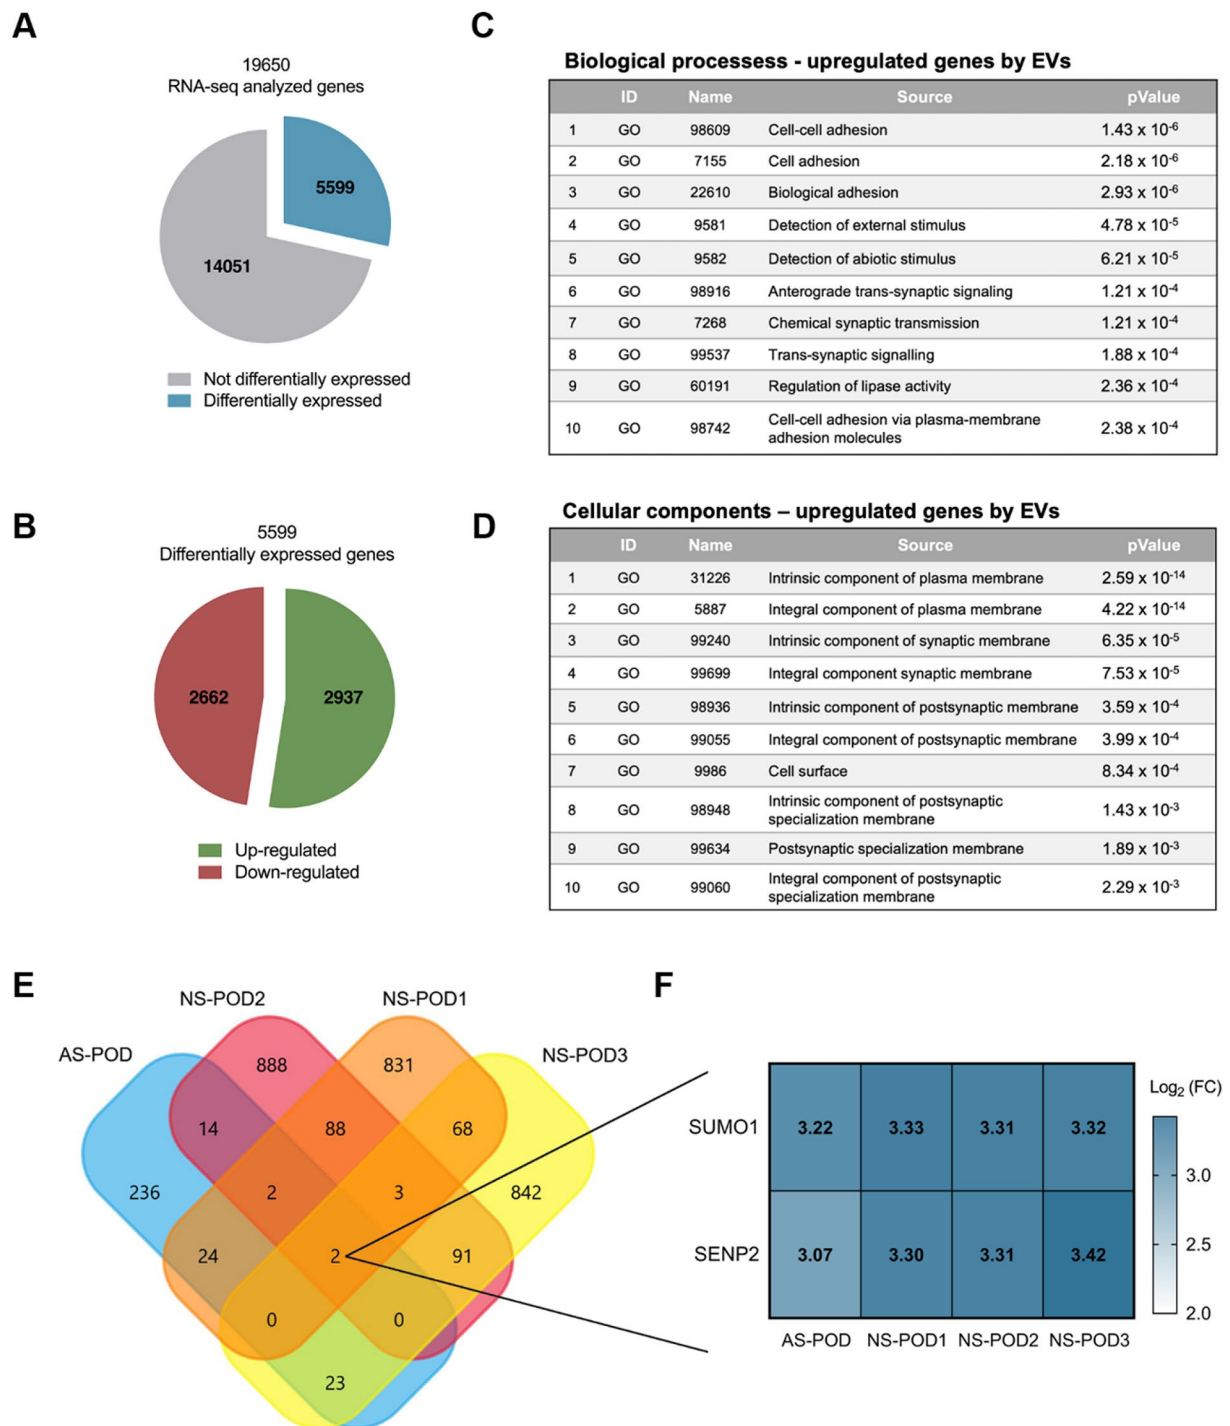 A
19650
RNA-seq analyzed genes
5599
14051
Not differentially expressed
Differentially expressed
B
5599
Differentially expressed genes
2662
2937
Up-regulated
Down-regulated
C
Biological processess - upregulated genes by EVs
ID Name Source pValue
1 GO 98609 Cell-cell adhesion 1.43 x 10-6
2 GO 7155 Cell adhesion 2.18 x 10-6
3 GO 22610 Biological adhesion 2.93 x 10-6
4 GO 9581 Detection of external stimulus 4.78 x 10-5
5 GO 9582 Detection of abiotic stimulus 6.21 x 10-5
6 GO 98916 Anterograde trans-synaptic signaling 1.21 x 10-4
7 GO 7268 Chemical synaptic transmission 1.21 x 10-4
8 GO 99537 Trans-synaptic signalling 1.88 x 10-4
9 GO 60191 Regulation of lipase activity 2.36 x 10-4
10 GO 98742 Cell-cell adhesion via plasma-membrane
adhesion molecules 2.38 x 10-4
D
Cellular components – upregulated genes by EVs
ID Name Source pValue
1 GO 31226 Intrinsic component of plasma membrane 2.59 x 10-14
2 GO 5887 Integral component of plasma membrane 4.22 x 10-14
3 GO 99240 Intrinsic component of synaptic membrane 6.35 x 10-5
4 GO 99699 Integral component synaptic membrane 7.53 x 10-5
5 GO 98936 Intrinsic component of postsynaptic membrane 3.59 x 10-4
6 GO 99055 Integral component of postsynaptic membrane 3.99 x 10-4
7 GO 9986 Cell surface 8.34 x 10-4
8 GO 98948 Intrinsic component of postsynaptic
specialization membrane 1.43 x 10-3
9 GO 99634 Postsynaptic specialization membrane 1.89 x 10-3
10 GO 99060 Integral component of postsynaptic
specialization membrane 2.29 x 10-3
E
NS-POD2 NS-POD1
AS-POD NS-POD3
888 831
14 88 68
236 2 3 842
24 2 91
0 0
23
F
Log2 (FC)
SUMO1 3.22 3.33 3.31 3.32
SENP2 3.07 3.30 3.31 3.42
AS-POD NS-POD1 NS-POD2 NS-POD3
3.0
2.5
2.0